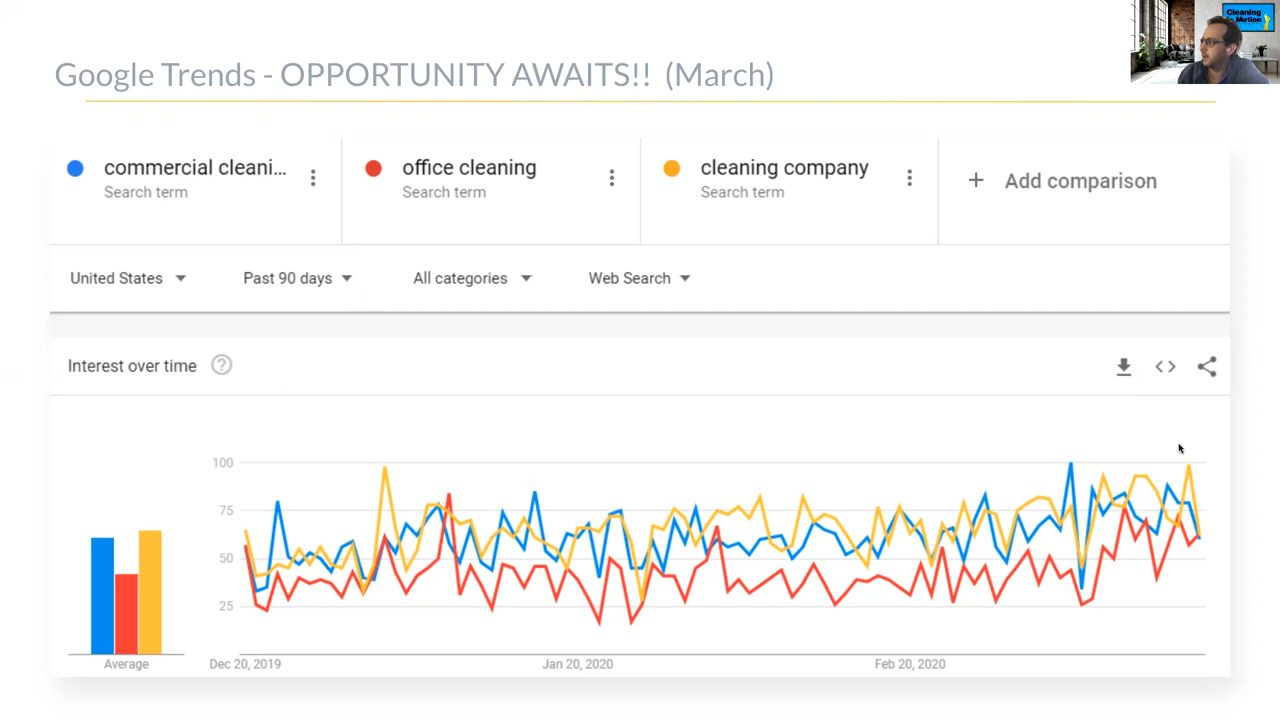 Google Trends - OPPORTUNITY AWAITS!! (March)
Cleaning
Motion
commercial cleani...
Search term
office cleaning
Search term
cleaning company
Search term
+ Add comparison
United States
Past 90 days
All categories
Web Search
Interest over time ?
100
75
50
25
Average
Dec 20, 2019
Jan 20, 2020
Feb 20, 2020